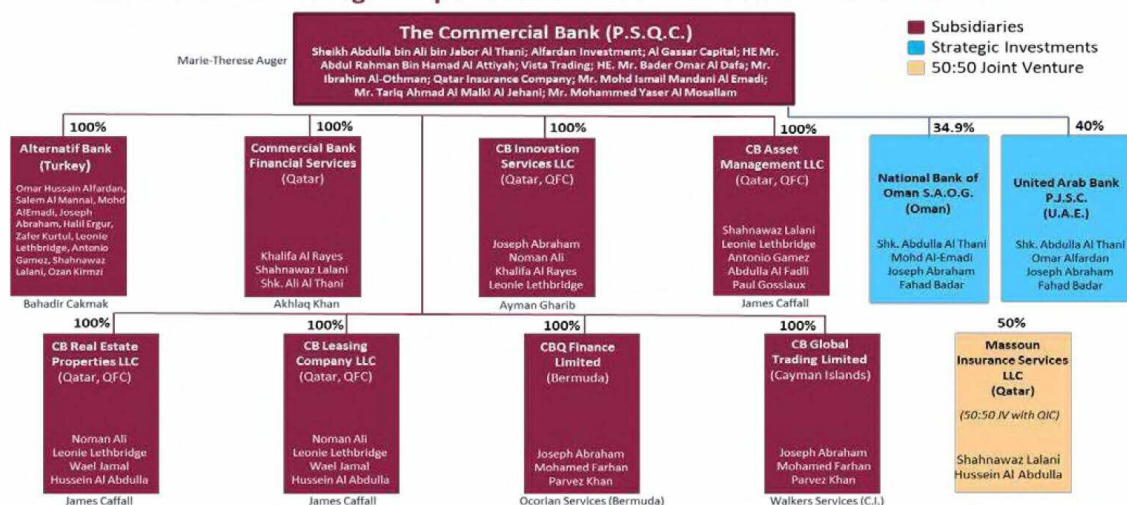 The Commercial Bank (P.S.Q.C.)
Sheikh Abdulla bin Ali bin Jabor Al Thani; Alfardan Investment; Al Gassar Capital; HE Mr.
Abdul Rahman Bin Hamad Al Attiyah; Vista Trading; HE. Mr. Bader Omar Al Dafa; Mr.
Ibrahim Al-Othman; Qatar Insurance Company; Mr. Mohd Ismail Mandani Al Emadi;
Mr. Tariq Ahmad Al Malki Al Jehani; Mr. Mohammed Yaser Al Mosallam
Marie-Therese Auger
Subsidiaries
Strategic Investments
50:50 Joint Venture
100%
Alternatif Bank
(Turkey)
Omar Hussain Alfardan,
Salem Al Mannai, Mohd
AlEmadi, Joseph
Abraham, Halil Ergur,
Zafer Kurtul, Leonie
Lethbridge, Antonio
Gamez, Shahnawaz
Lalani, Ozan Kirmzi
Bahadir Cakmak
100%
Commercial Bank
Financial Services
(Qatar)
Khalifa Al Rayes
Shahnawaz Lalani
Shk. Ali Al Thani
Akhlaq Khan
100%
CB Innovation
Services LLC
(Qatar, QFC)
Joseph Abraham
Noman Ali
Khalifa Al Rayes
Leonie Lethbridge
Ayman Gharib
100%
CB Asset
Management LLC
(Qatar, QFC)
Shahnawaz Lalani
Leonie Lethbridge
Antonio Gamez
Abdulla Al Fadli
Paul Gossiaux
James Caffall
34.9%
National Bank of
Oman S.A.O.G.
(Oman)
Shk. Abdulla Al Thani
Mohd Al-Emadi
Joseph Abraham
Fahad Badar
40%
United Arab Bank
P.J.S.C.
(U.A.E.)
Shk. Abdulla Al Thani
Omar Alfardan
Joseph Abraham
Fahad Badar
100%
CB Real Estate
Properties LLC
(Qatar, QFC)
Noman Ali
Leonie Lethbridge
Wael Jamal
Hussein Al Abdulla
James Caffall
100%
CB Leasing
Company LLC
(Qatar, QFC)
Noman Ali
Leonie Lethbridge
Wael Jamal
Hussein Al Abdulla
James Caffall
100%
CBQ Finance
Limited
(Bermuda)
Joseph Abraham
Mohamed Farhan
Parvez Khan
Ocorian Services (Bermuda)
100%
CB Global
Trading Limited
(Cayman Islands)
Joseph Abraham
Mohamed Farhan
Parvez Khan
Walkers Services (C.I.)
50%
Massoun
Insurance Services
LLC
(Qatar)
(50:50 JV with QIC)
Shahnawaz Lalani
Hussein Al Abdulla